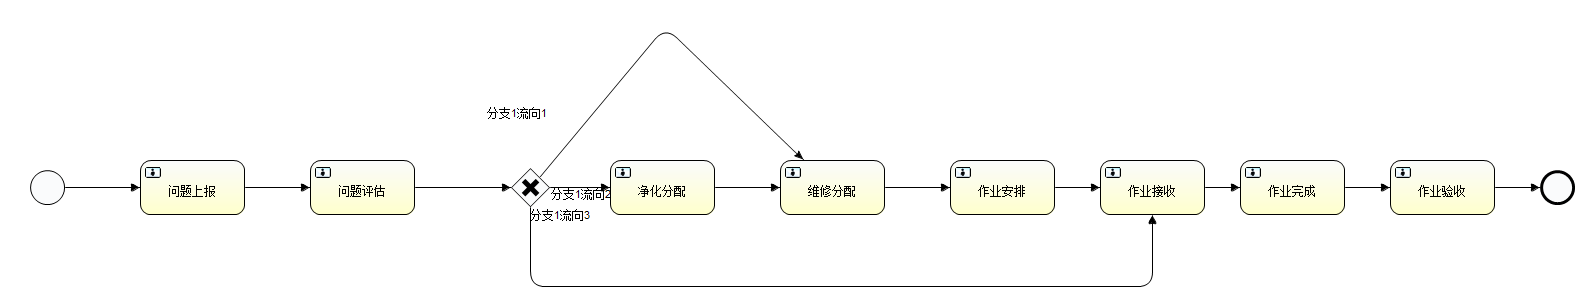 分支1流向1
问题上报
问题评估
分支1流向2
分支1流向3
净化分配
维修分配
作业安排
作业接收
作业完成
作业验收